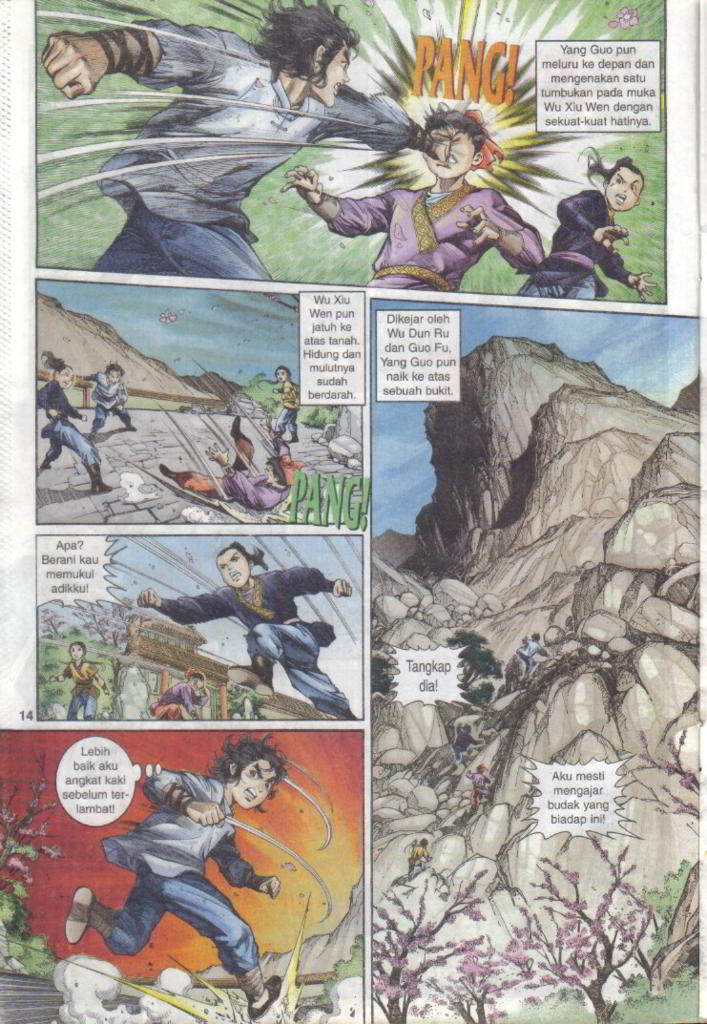 PANG!
Yang Guo pun
meluru ke depan dan
mengenakan satu
tumbukan pada muka
Wu Xiu Wen dengan
sekuat-kuat hatinya.
Wu Xiu
Wen pun
jatuh ke
atas tanah.
Hidung dan
mulutnya
sudah
berdarah.
PANG!
Apa?
Berani kau
memukul
adikku!
14
Lebih
baik aku
angkat kaki
sebelum ter-
lambat!
Dikejar oleh
Wu Dun Ru
dan Guo Fu,
Yang Guo pun
naik ke atas
sebuah bukit.
Tangkap
dia!
Aku mesti
mengajar
budak yang
biadap ini!